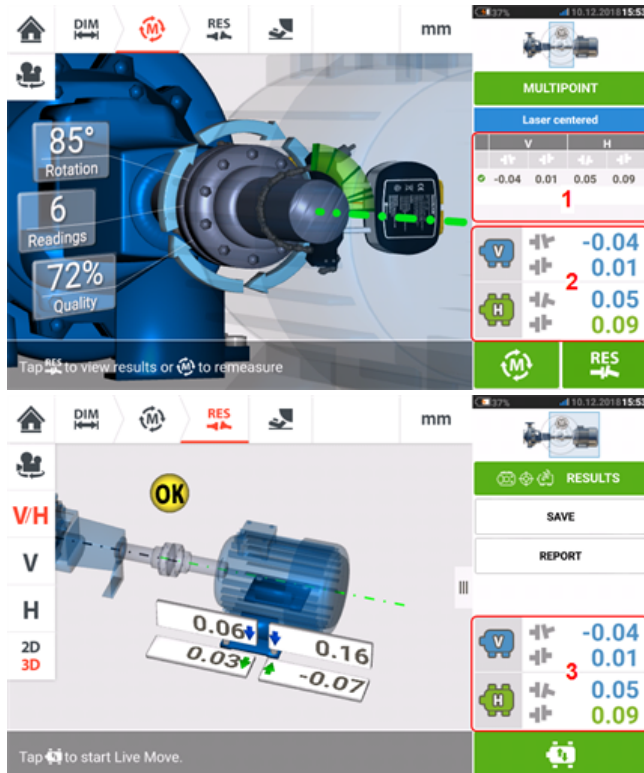 DIM
RES
mm
37% 10.12.2018 15:53
MULTIPOINT
Laser centered
V H
-0.04 0.01 0.05 0.09
1
85°
Rotation
6
Readings
72%
Quality
V -0.04
0.01
2
H 0.05
0.09
Tap RES to view results or M to remeasure
M RES
DIM
M
RES
mm
37% 10.12.2018 15:53
RESULTS
SAVE
REPORT
V/H
V
H
2D
3D
OK
0.06 0.16
0.03 -0.07
V -0.04
0.01
3
H 0.05
0.09
Tap to start Live Move.